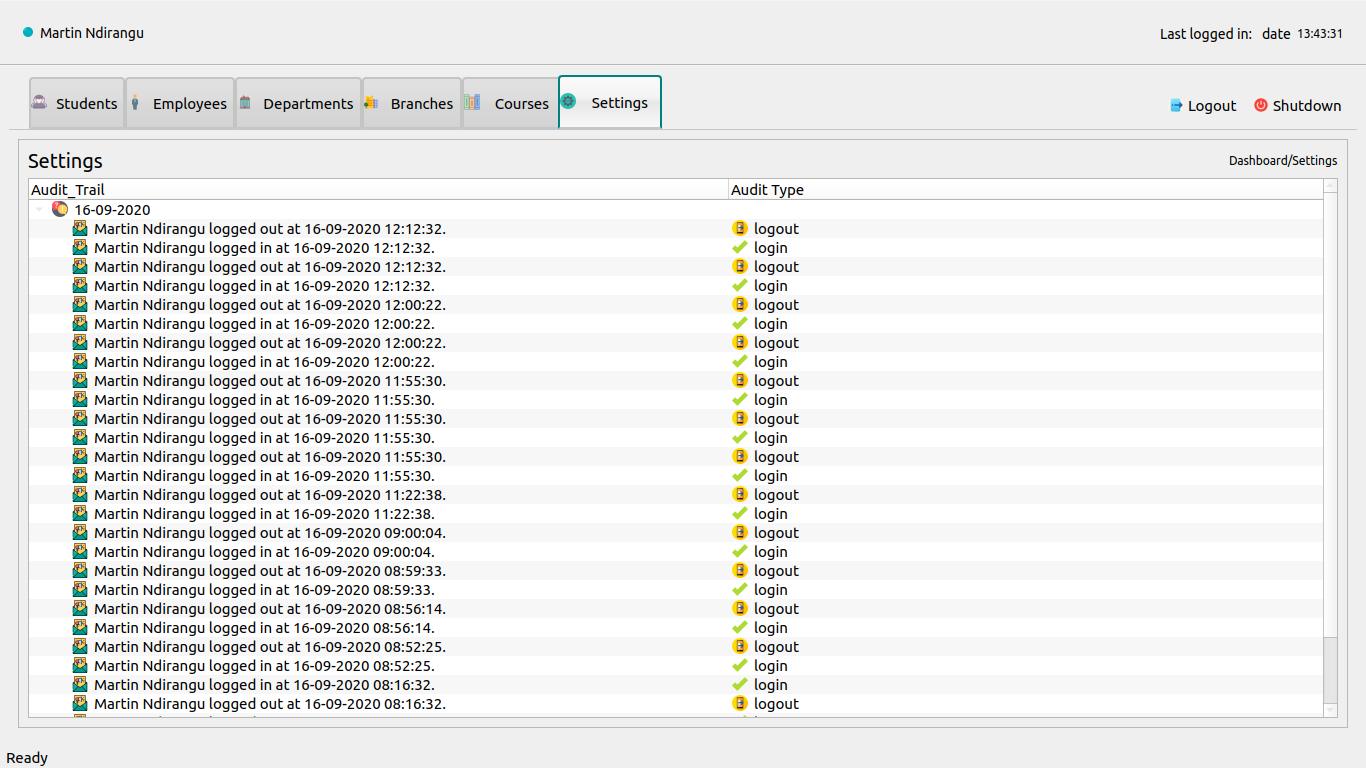 Martin Ndirangu
Last logged in: date 13:43:31
Students Employees Departments Branches Courses Settings
Logout Shutdown
Settings
Dashboard/Settings
Audit_Trail Audit Type
16-09-2020
Martin Ndirangu logged out at 16-09-2020 12:12:32. logout
Martin Ndirangu logged in at 16-09-2020 12:12:32. login
Martin Ndirangu logged out at 16-09-2020 12:12:32. logout
Martin Ndirangu logged in at 16-09-2020 12:12:32. login
Martin Ndirangu logged out at 16-09-2020 12:00:22. logout
Martin Ndirangu logged in at 16-09-2020 12:00:22. login
Martin Ndirangu logged out at 16-09-2020 12:00:22. logout
Martin Ndirangu logged in at 16-09-2020 12:00:22. login
Martin Ndirangu logged out at 16-09-2020 11:55:30. logout
Martin Ndirangu logged in at 16-09-2020 11:55:30. login
Martin Ndirangu logged out at 16-09-2020 11:55:30. logout
Martin Ndirangu logged in at 16-09-2020 11:55:30. login
Martin Ndirangu logged out at 16-09-2020 11:55:30. logout
Martin Ndirangu logged in at 16-09-2020 11:55:30. login
Martin Ndirangu logged out at 16-09-2020 11:22:38. logout
Martin Ndirangu logged in at 16-09-2020 11:22:38. login
Martin Ndirangu logged out at 16-09-2020 09:00:04. logout
Martin Ndirangu logged in at 16-09-2020 09:00:04. login
Martin Ndirangu logged out at 16-09-2020 08:59:33. logout
Martin Ndirangu logged in at 16-09-2020 08:59:33. login
Martin Ndirangu logged out at 16-09-2020 08:56:14. logout
Martin Ndirangu logged in at 16-09-2020 08:56:14. login
Martin Ndirangu logged out at 16-09-2020 08:52:25. logout
Martin Ndirangu logged in at 16-09-2020 08:52:25. login
Martin Ndirangu logged in at 16-09-2020 08:16:32. login
Martin Ndirangu logged out at 16-09-2020 08:16:32. logout
Ready